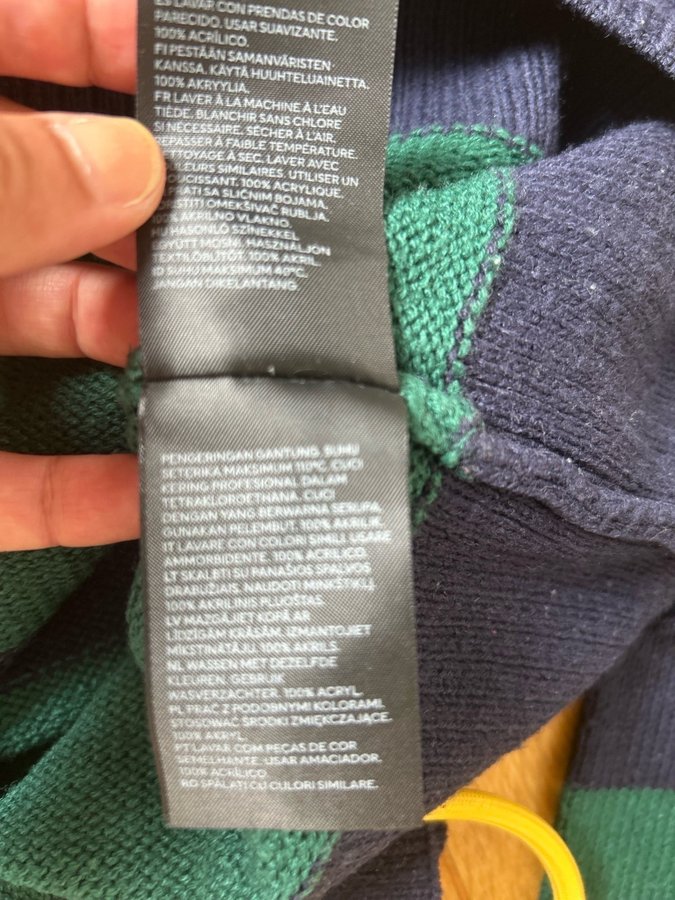 ES LAVAR CON PRENDAS DE COLOR
PARECIDO. USAR SUAVIZANTE.
100% ACRÍLICO.
FI PESTÄÄN SAMANVÄRISTEN
KANSSA. KÄYTÄ HUUHTELUAINETTA.
100% AKRYYLIA.
FR LAVER À LA MACHINE À L'EAU
TIÈDE. BLANCHIR SANS CHLORE
SI NÉCESSAIRE. SÉCHER À L'AIR.
REPASSER À FAIBLE TEMPÉRATURE.
NETTOYAGE À SEC. LAVER AVEC
SIMILAIRES. UTILISER UN
100% ACRYLIQUE.
PRATI SA SLIČNIM BOJAMA.
OMEKŠIVAČ RUBLJA.
100% AKRILNO VLAKNO.
HU HASONLÓ SZÍNEKKEL
EGYÜTT MOSNI. HASZNÁLJON
TEXTILÖBLÍTŐT. 100% AKRIL.
ID SUHU MAKSIMUM 40°C.
JANGAN DIKELANTANG.
PENGERINGAN GANTUNG. SUHU
SETERIKA MAKSIMUM 110°C. CUCI
KERING PROFESIONAL DALAM
TETRAKLOROETHANA. CUCI
DENGAN YANG BERWARNA SERUPA.
GUNAKAN PELEMBUT. 100% AKRILIK.
IT LAVARE CON COLORI SIMILI. USARE
AMMORBIDENTE. 100% ACRILICO.
LT SKALBTI SU PANAŠIOS SPALVOS
DRABUŽIAIS. NAUDOTI MINKŠTIKLĮ.
100% AKRILINIS PLUOŠTAS.
LV MAZGĀJIET KOPĀ AR
LĪDZĪGĀM KRĀSĀM. IZMANTOJIET
MĪKSTINĀTĀJU. 100% AKRILS.
NL WASSEN MET DEZELFDE
KLEUREN. GEBRUIK
WASVERZACHTER. 100% ACRYL.
PL PRAĆ Z PODOBNYMI KOLORAMI.
STOSOWAĆ ŚRODKI ZMIĘKCZAJĄCE.
100% AKRYL.
PT LAVAR COM PEÇAS DE COR
SEMELHANTE. USAR AMACIADOR.
100% ACRÍLICO.
RO SPĂLAȚI CU CULORI SIMILARE.